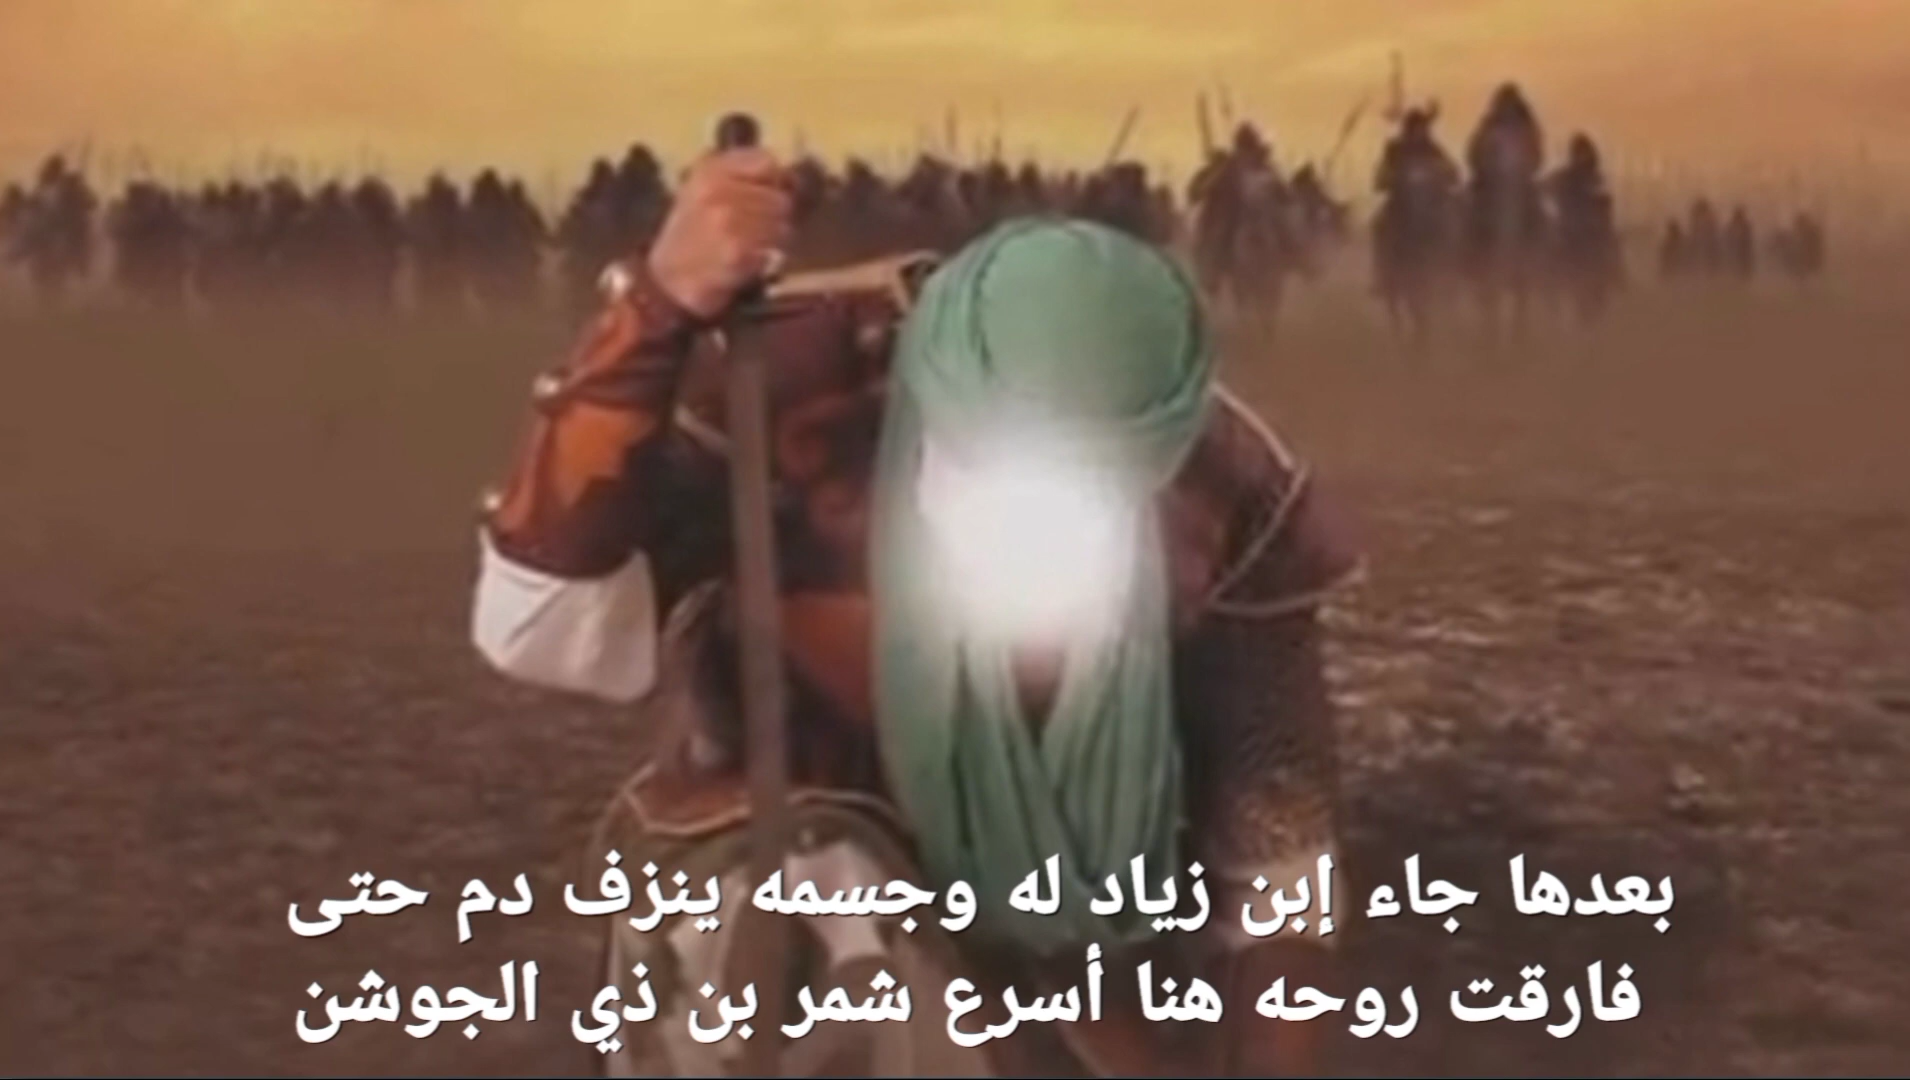 بعدها جاء إبن زياد له وجسمه ينزف دم حتى
فارقت روحه هنا أسرع شمر بن ذي الجوشن